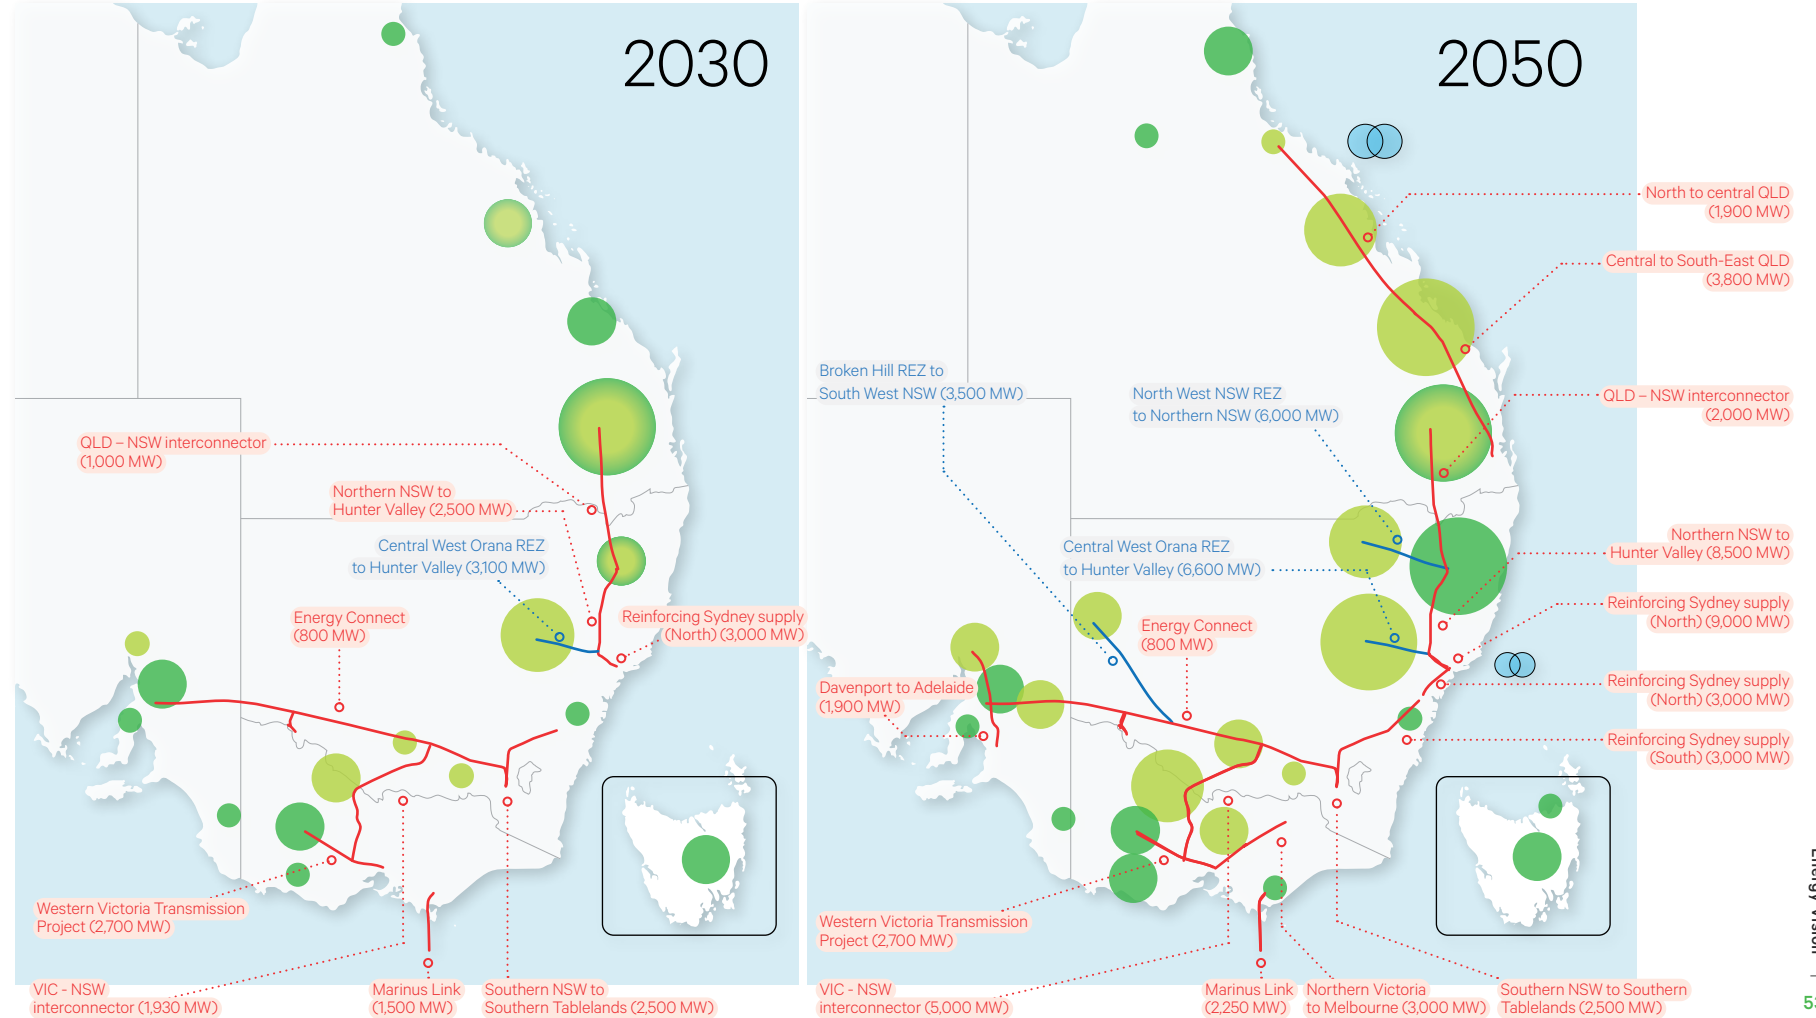 2030
QLD – NSW interconnector
(1,000 MW)
Northern NSW to
Hunter Valley (2,500 MW)
Central West Orana REZ
to Hunter Valley (3,100 MW)
Energy Connect
(800 MW)
Reinforcing Sydney supply
(North) (3,000 MW)
Western Victoria Transmission
Project (2,700 MW)
VIC - NSW
interconnector (1,930 MW)
Marinus Link
(1,500 MW)
Southern NSW to
Southern Tablelands (2,500 MW)
2050
North to central QLD
(1,900 MW)
Central to South-East QLD
(3,800 MW)
Broken Hill REZ to
South West NSW (3,500 MW)
North West NSW REZ
to Northern NSW (6,000 MW)
QLD – NSW interconnector
(2,000 MW)
Central West Orana REZ
to Hunter Valley (6,600 MW)
Northern NSW to
Hunter Valley (8,500 MW)
Energy Connect
(800 MW)
Reinforcing Sydney supply
(North) (9,000 MW)
Davenport to Adelaide
(1,900 MW)
Reinforcing Sydney supply
(North) (3,000 MW)
Reinforcing Sydney supply
(South) (3,000 MW)
Western Victoria Transmission
Project (2,700 MW)
VIC - NSW
interconnector (5,000 MW)
Marinus Link
(2,250 MW)
Northern Victoria
to Melbourne (3,000 MW)
Southern NSW to Southern
Tablelands (2,500 MW)